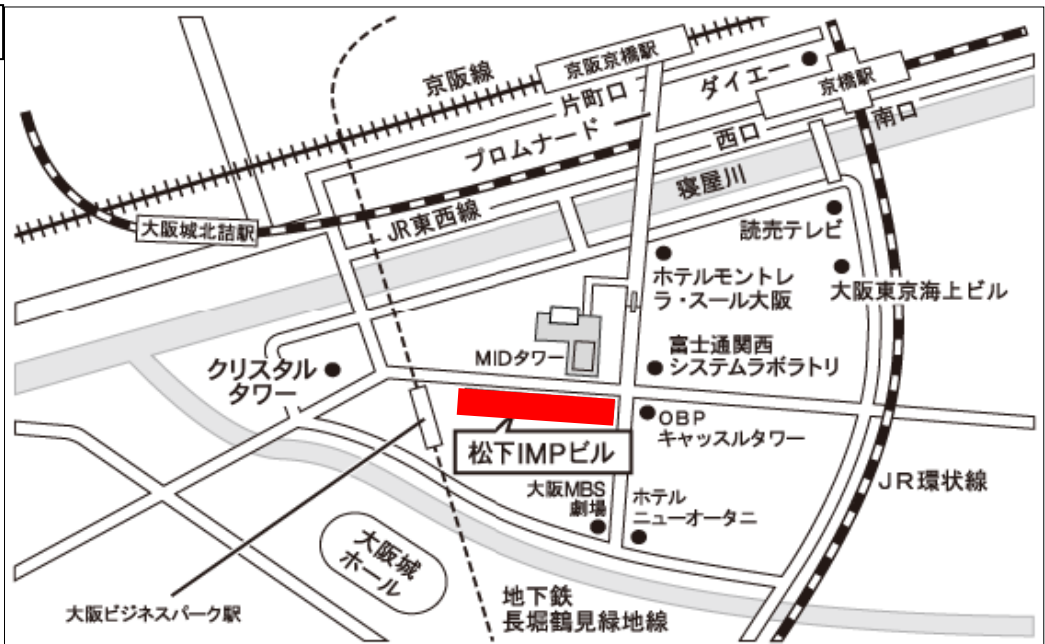 京阪線
京阪京橋駅
片町口
ダイエー
京橋駅
プロムナード
西口
南口
大阪城北詰駅
JR東西線
寝屋川
読売テレビ
ホテルモントレ
ラ・スール大阪
大阪東京海上ビル
MIDタワー
富士通関西
システムラボラトリ
クリスタル
タワー
OBP
キャッスルタワー
松下IMPビル
JR環状線
大阪MBS
劇場
ホテル
ニューオータニ
大阪城
ホール
大阪ビジネスパーク駅
地下鉄
長堀鶴見緑地線